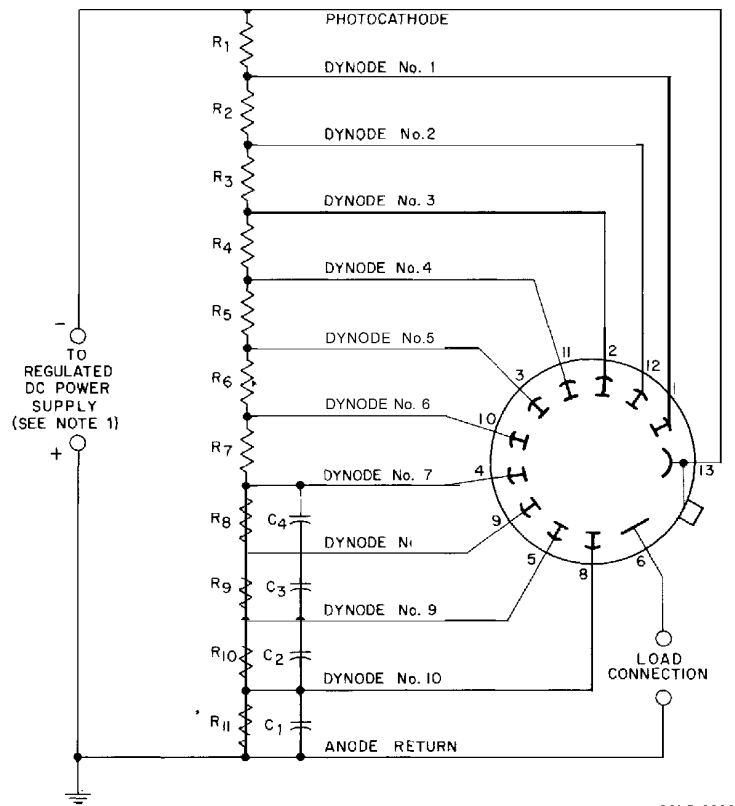 PHOTOCATHODE
R1
DYNODE No. 1
R2
DYNODE No.2
R3
DYNODE No. 3
R4
DYNODE No.4
R5
DYNODE No.5
R6
DYNODE No. 6
R7
DYNODE No. 7
R8
C4
DYNODE
R9
C3
DYNODE No. 9
R10
C2
DYNODE No. 10
R11
C1
ANODE RETURN
-
TO
REGULATED
DC POWER
SUPPLY
(SEE NOTE 1)
+
3
11
2
12
1
10
4
13
9
5
8
6
LOAD
CONNECTION